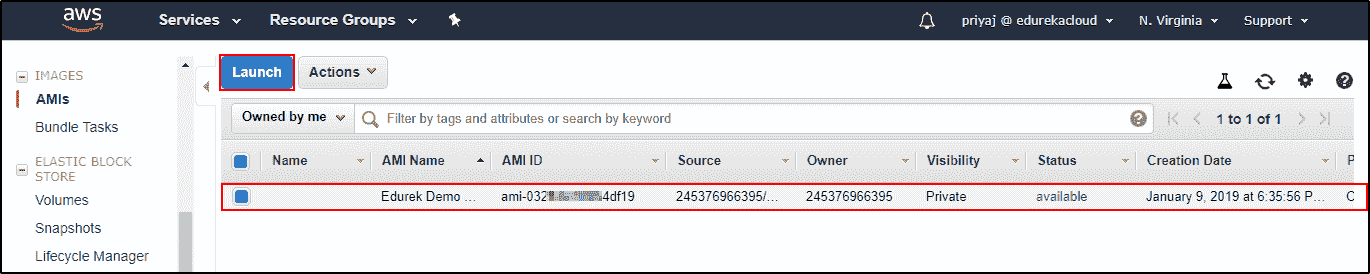 aws Services Resource Groups priyaj @ edurekacloud N. Virginia Support
Launch Actions
IMAGES
AMIs
Bundle Tasks
ELASTIC BLOCK
STORE
Volumes
Snapshots
Lifecycle Manager
Owned by me Filter by tags and attributes or search by keyword 1 to 1 of 1
Name AMI Name AMI ID Source Owner Visibility Status Creation Date
Edurek Demo ... ami-032 4df19 245376966395/... 245376966395 Private available January 9, 2019 at 6:35:56 P...